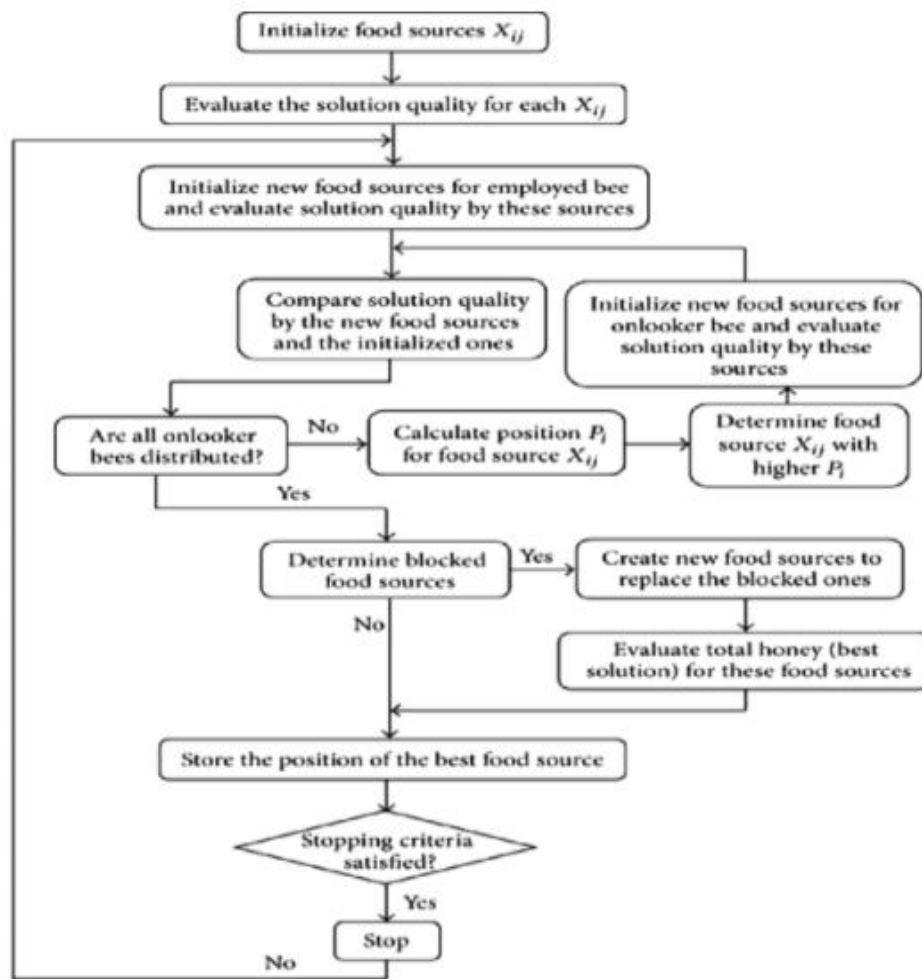 Initialize food sources X_ij
Evaluate the solution quality for each X_ij
Initialize new food sources for employed bee
and evaluate solution quality by these sources
Compare solution quality
by the new food sources
and the initialized ones
Initialize new food sources for
onlooker bee and evaluate
solution quality by these
sources
Are all onlooker
bees distributed?
No
Calculate position P_i
for food source X_ij
Determine food
source X_ij with
higher P_i
Yes
Determine blocked
food sources
Yes
Create new food sources to
replace the blocked ones
No
Evaluate total honey (best
solution) for these food sources
Store the position of the best food source
Stopping criteria
satisfied?
Yes
Stop
No